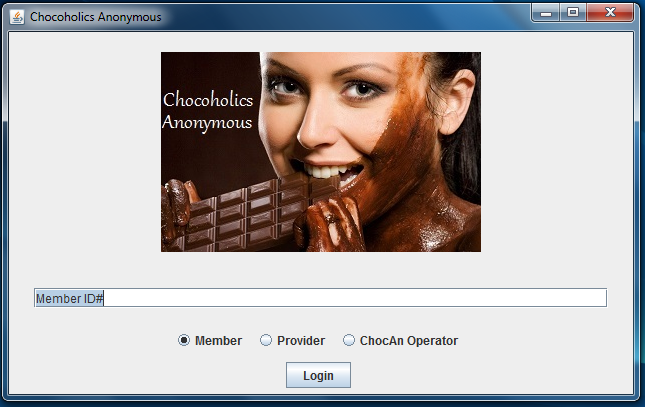 Chocoholics Anonymous
Chocoholics
Anonymous
Member ID#
Member Provider ChocAn Operator
Login